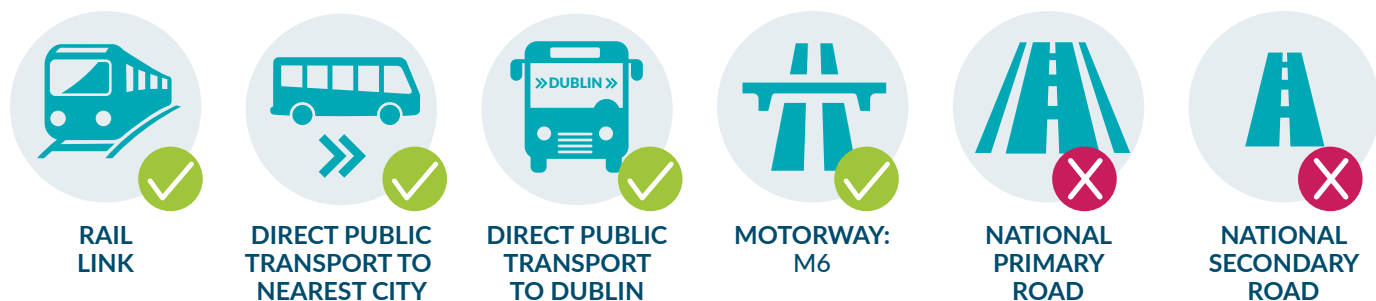 »DUBLIN»
RAIL
LINK
DIRECT PUBLIC
TRANSPORT TO
NEAREST CITY
DIRECT PUBLIC
TRANSPORT
TO DUBLIN
MOTORWAY:
M6
NATIONAL
PRIMARY
ROAD
NATIONAL
SECONDARY
ROAD